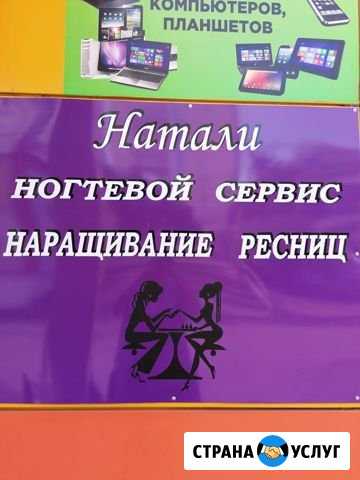 КОМПЬЮТЕРОВ,
ПЛАНШЕТОВ
Натали
НОГТЕВОЙ СЕРВИС
НАРАЩИВАНИЕ РЕСНИЦ
СТРАНА УСЛУГ